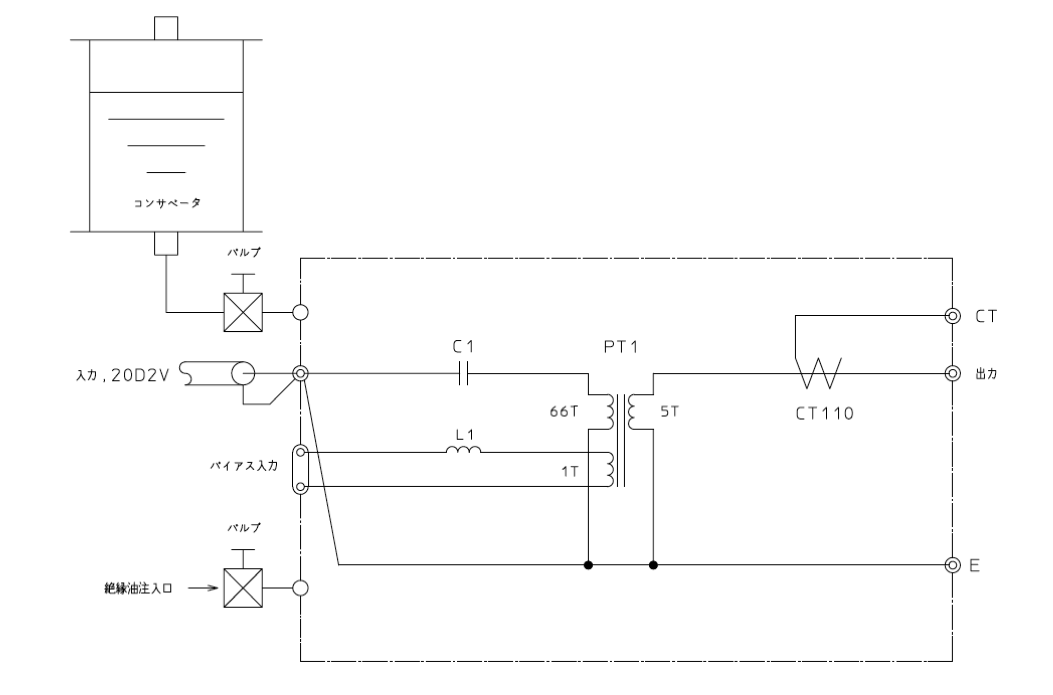 コンサベータ
バルブ
C1
PT1
CT
入力,20D2V
出力
66T
5T
CT110
L1
バイアス入力
1T
バルブ
E
絶縁油注入口